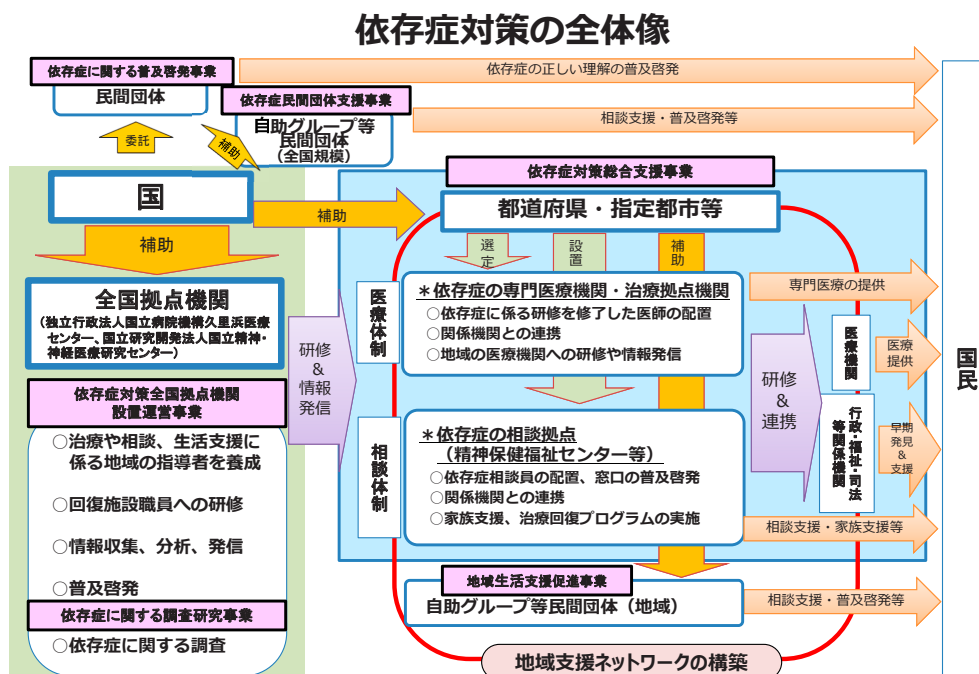 依存症対策の全体像
依存症に関する普及啓発事業
民間団体
依存症の正しい理解の普及啓発
依存症民間団体支援事業
自助グループ等
民間団体
（全国規模）
相談支援・普及啓発等
委託
補助
国
補助
補助
全国拠点機関
（独立行政法人国立病院機構久里浜医療
センター、国立研究開発法人国立精神・
神経医療研究センター）
依存症対策全国拠点機関
設置運営事業
○治療や相談、生活支援に
係る地域の指導者を養成
○回復施設職員への研修
○情報収集、分析、発信
○普及啓発
依存症に関する調査研究事業
○依存症に関する調査
研修
&
情報
発信
依存症対策総合支援事業
都道府県・指定都市等
選定
設置
補助
医療体制
＊依存症の専門医療機関・治療拠点機関
○依存症に係る研修を修了した医師の配置
○関係機関との連携
○地域の医療機関への研修や情報発信
相談体制
＊依存症の相談拠点
（精神保健福祉センター等）
○依存症相談員の配置、窓口の普及啓発
○関係機関との連携
○家族支援、治療回復プログラムの実施
研修
&
連携
専門医療の提供
医療機関
医療
提供
行政・福祉・司法
等関係機関
早期
発見
&
支援
相談支援・家族支援等
地域生活支援促進事業
自助グループ等民間団体（地域）
相談支援・普及啓発等
地域支援ネットワークの構築
国民